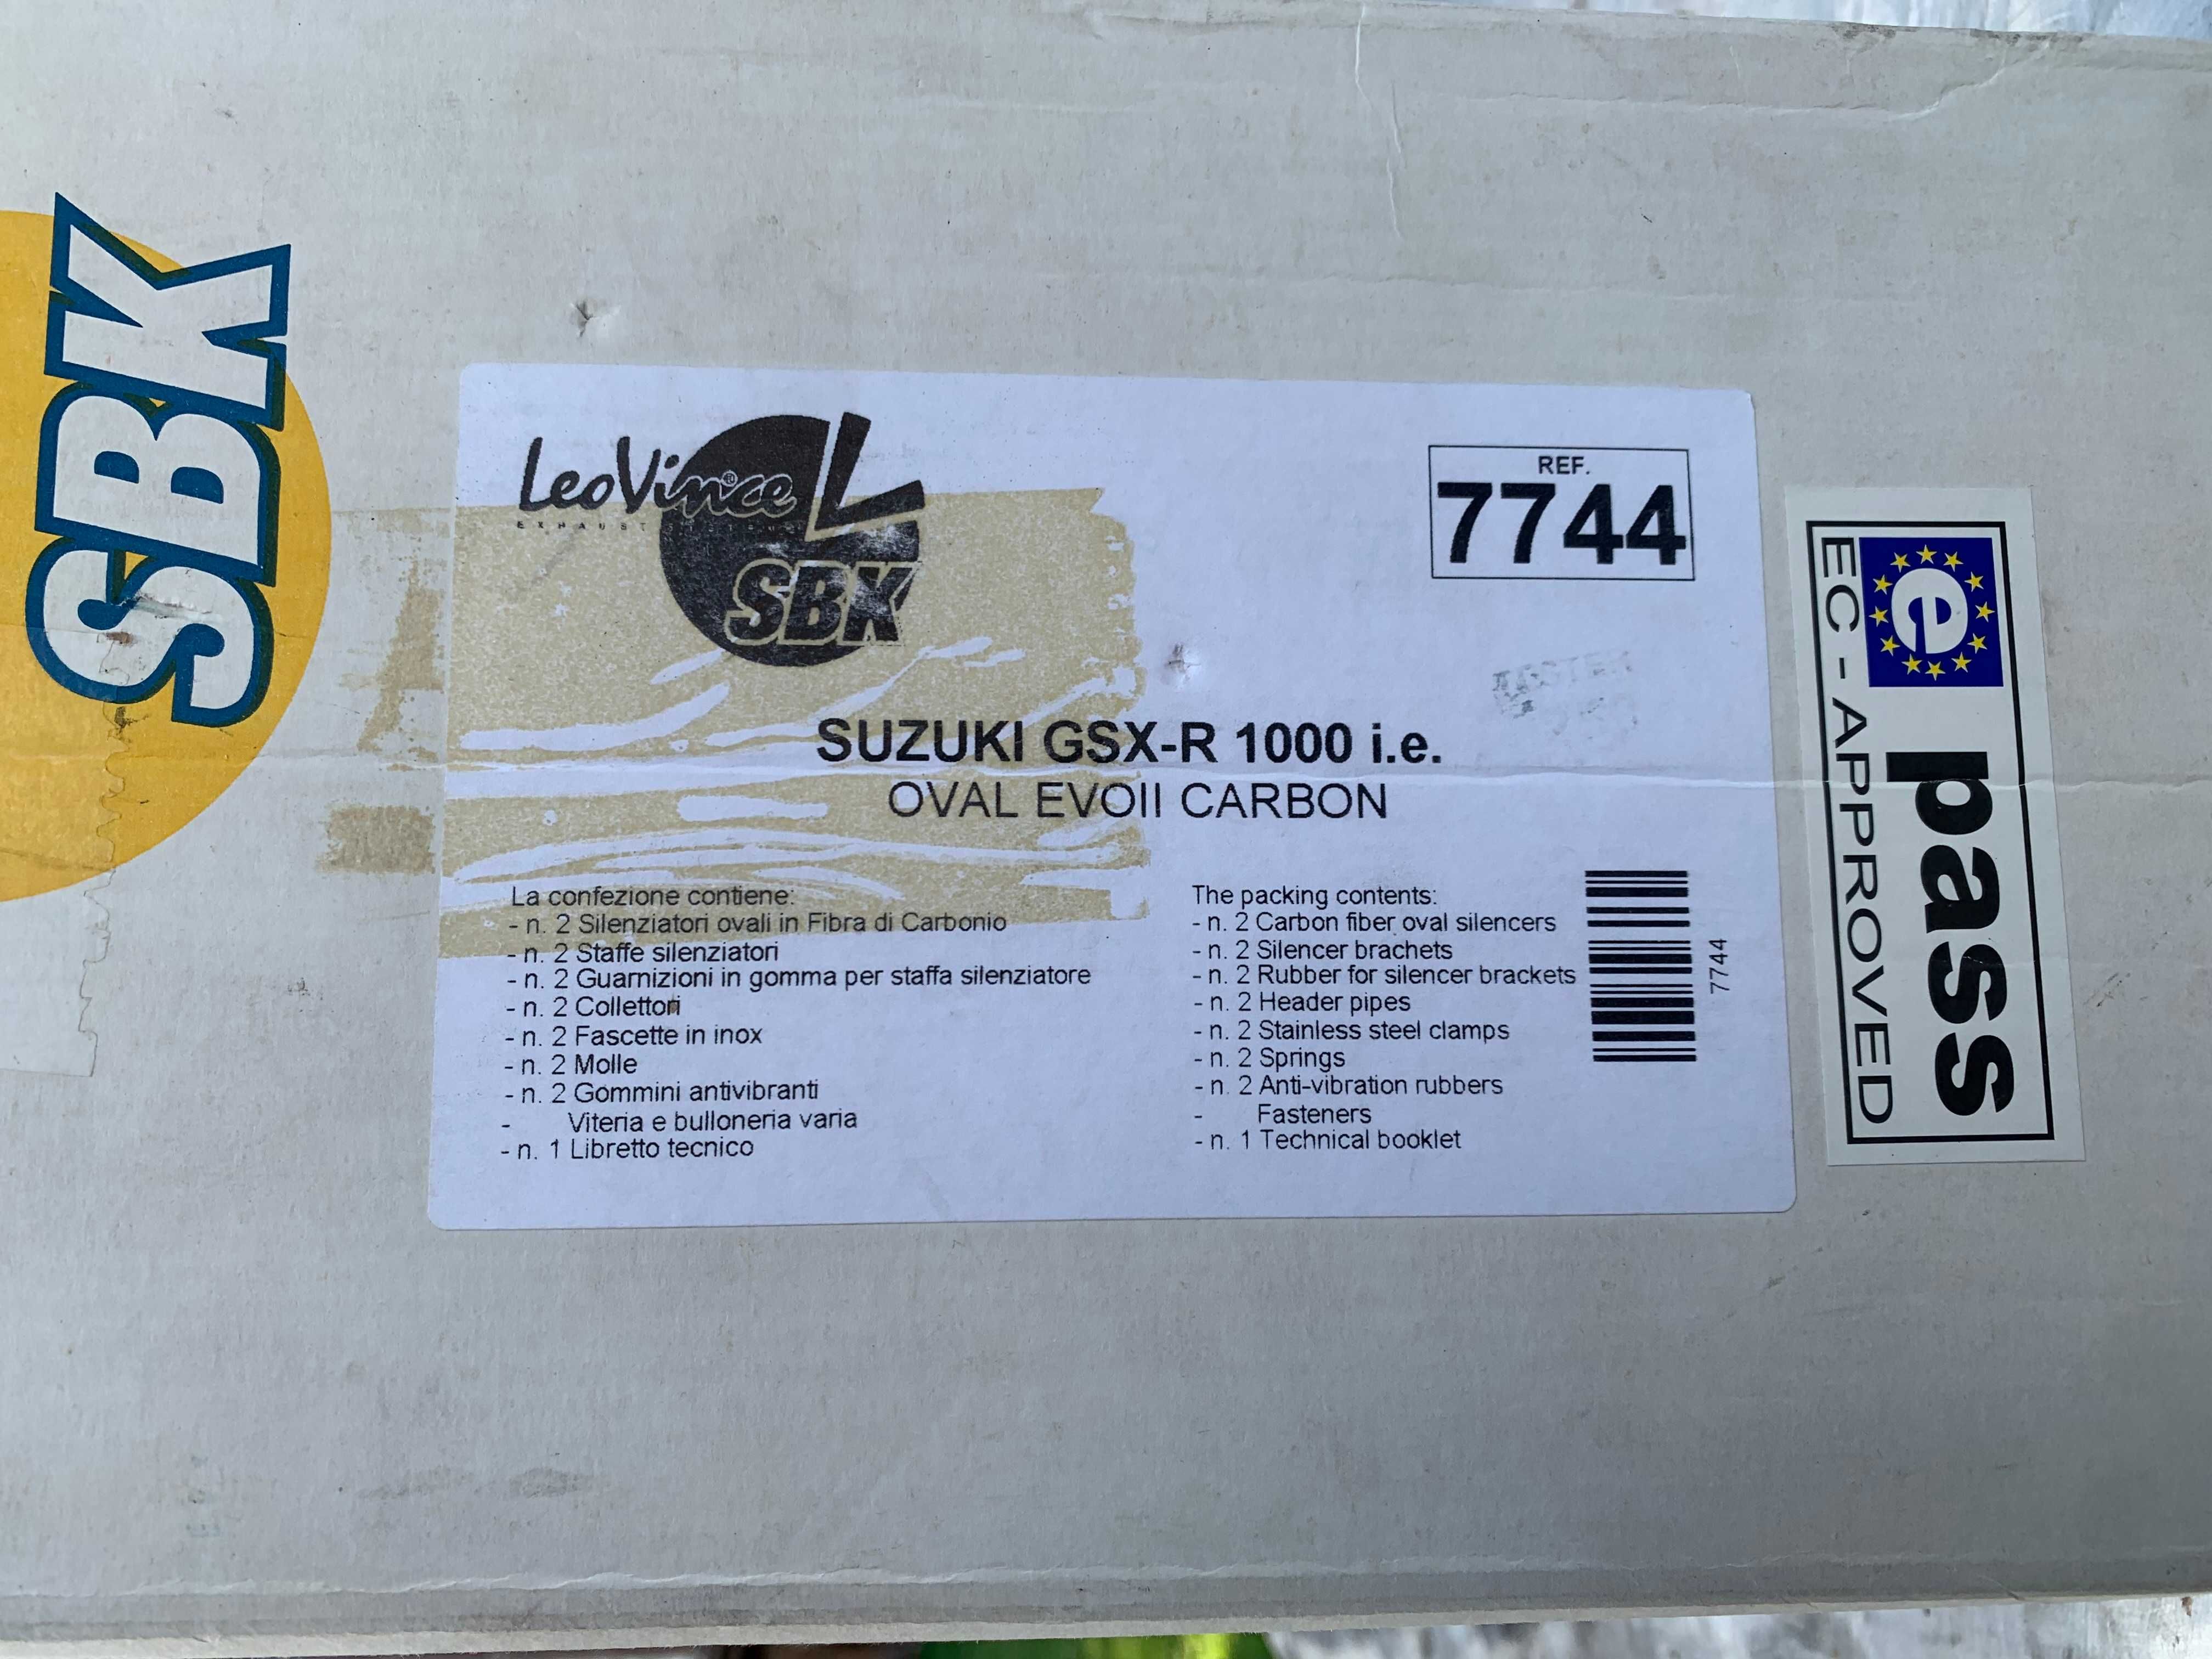 SBK
LeoVince
EXHAUST SYSTEMS
SBK
REF.
7744
SUZUKI GSX-R 1000 i.e.
OVAL EVOII CARBON
La confezione contiene:
- n. 2 Silenziatori ovali in Fibra di Carbonio
- n. 2 Staffe silenziatori
- n. 2 Guarnizioni in gomma per staffa silenziatore
- n. 2 Collettori
- n. 2 Fascette in inox
- n. 2 Molle
- n. 2 Gommini antivibranti
- Viteria e bulloneria varia
- n. 1 Libretto tecnico
The packing contents:
- n. 2 Carbon fiber oval silencers
- n. 2 Silencer brachets
- n. 2 Rubber for silencer brackets
- n. 2 Header pipes
- n. 2 Stainless steel clamps
- n. 2 Springs
- n. 2 Anti-vibration rubbers
- Fasteners
- n. 1 Technical booklet
7744
e pass
EC - APPROVED